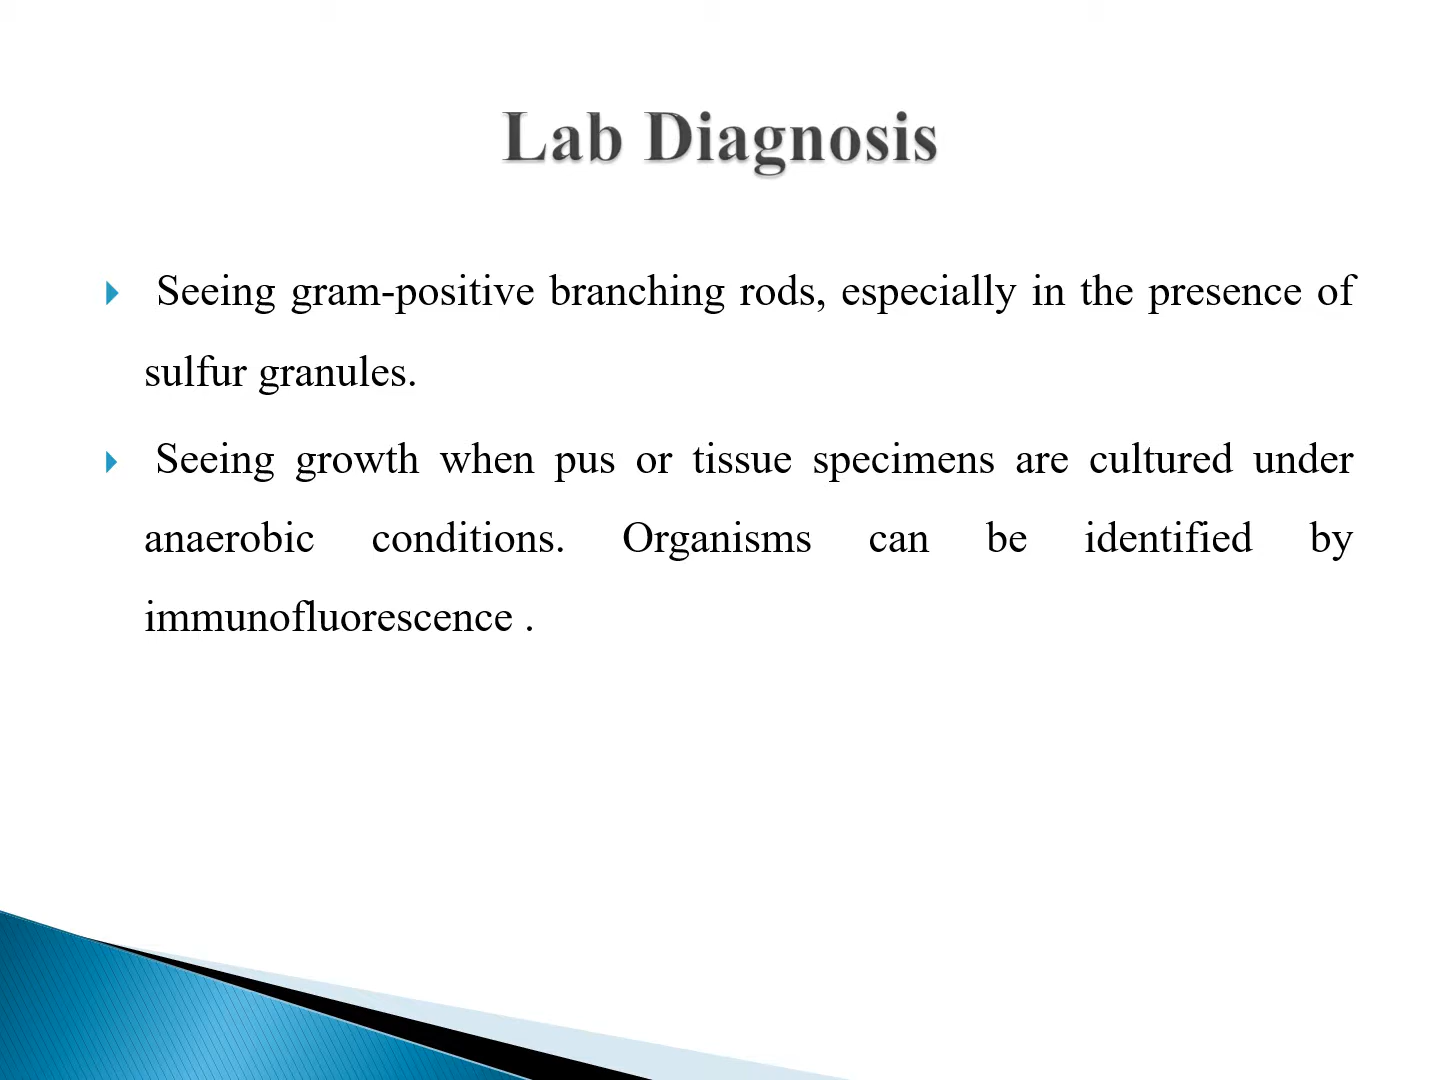 Lab Diagnosis
Seeing gram-positive branching rods, especially in the presence of
sulfur granules.
Seeing growth when pus or tissue specimens are cultured under
anaerobic conditions. Organisms can be identified by
immunofluorescence .